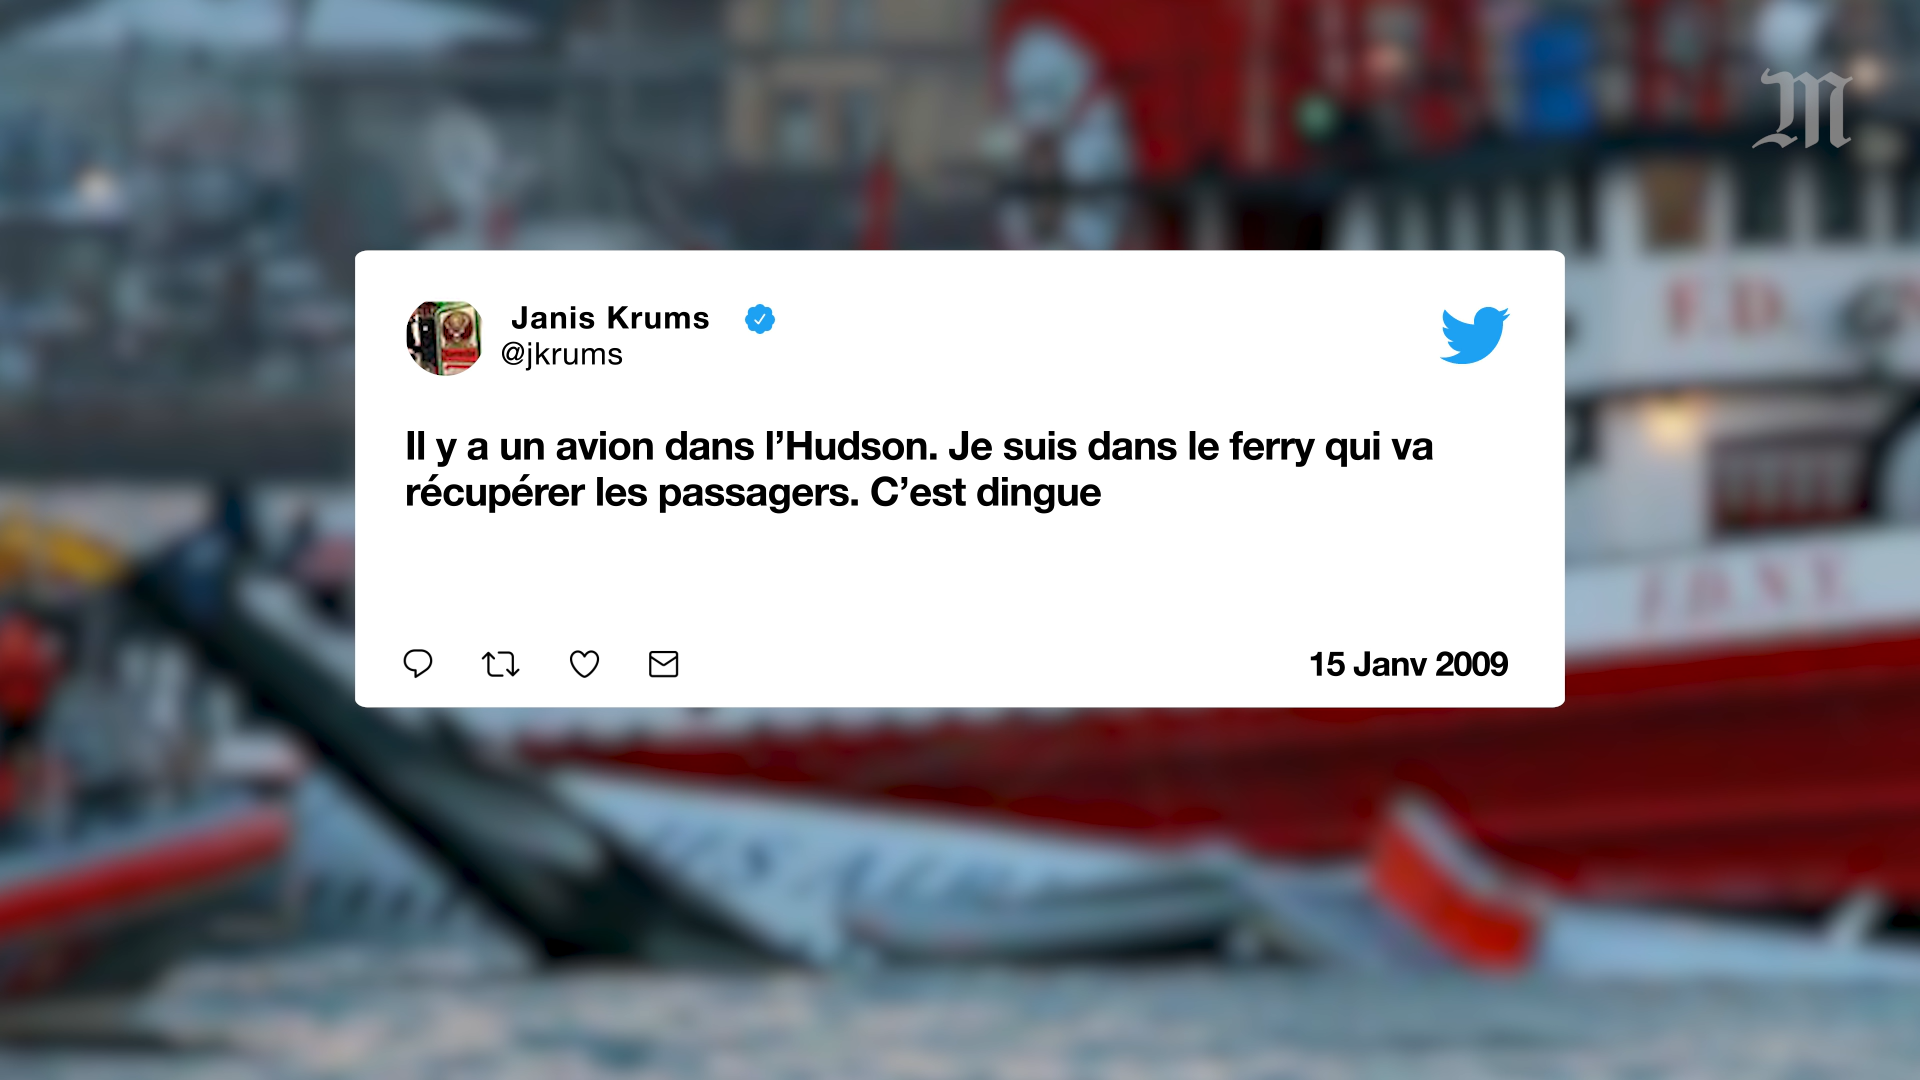 M
Janis Krums
@jkrums
Il y a un avion dans l’Hudson. Je suis dans le ferry qui va
récupérer les passagers. C’est dingue
15 Janv 2009
F.D.
F.D.N.Y.